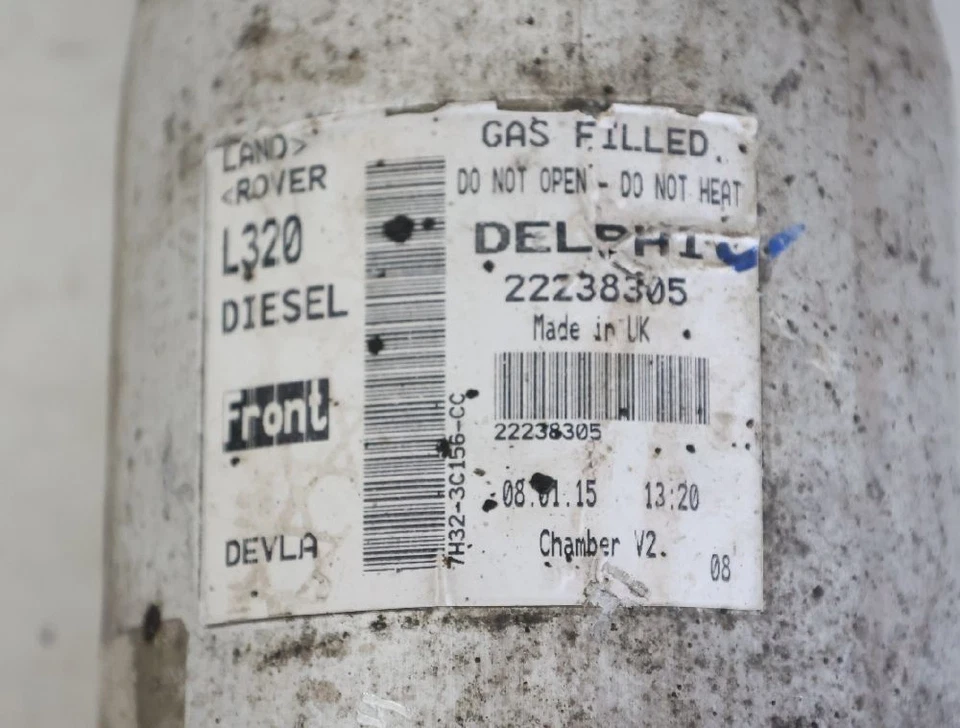 LAND>
<ROVER
L320
DIESEL
Front
DEVLA
7H32-3C156-CC
GAS FILLED.
DO NOT OPEN - DO NOT HEAT
DELPHI
22238305
Made in UK
22238305
08.01.15 13:20
Chamber V2.
08